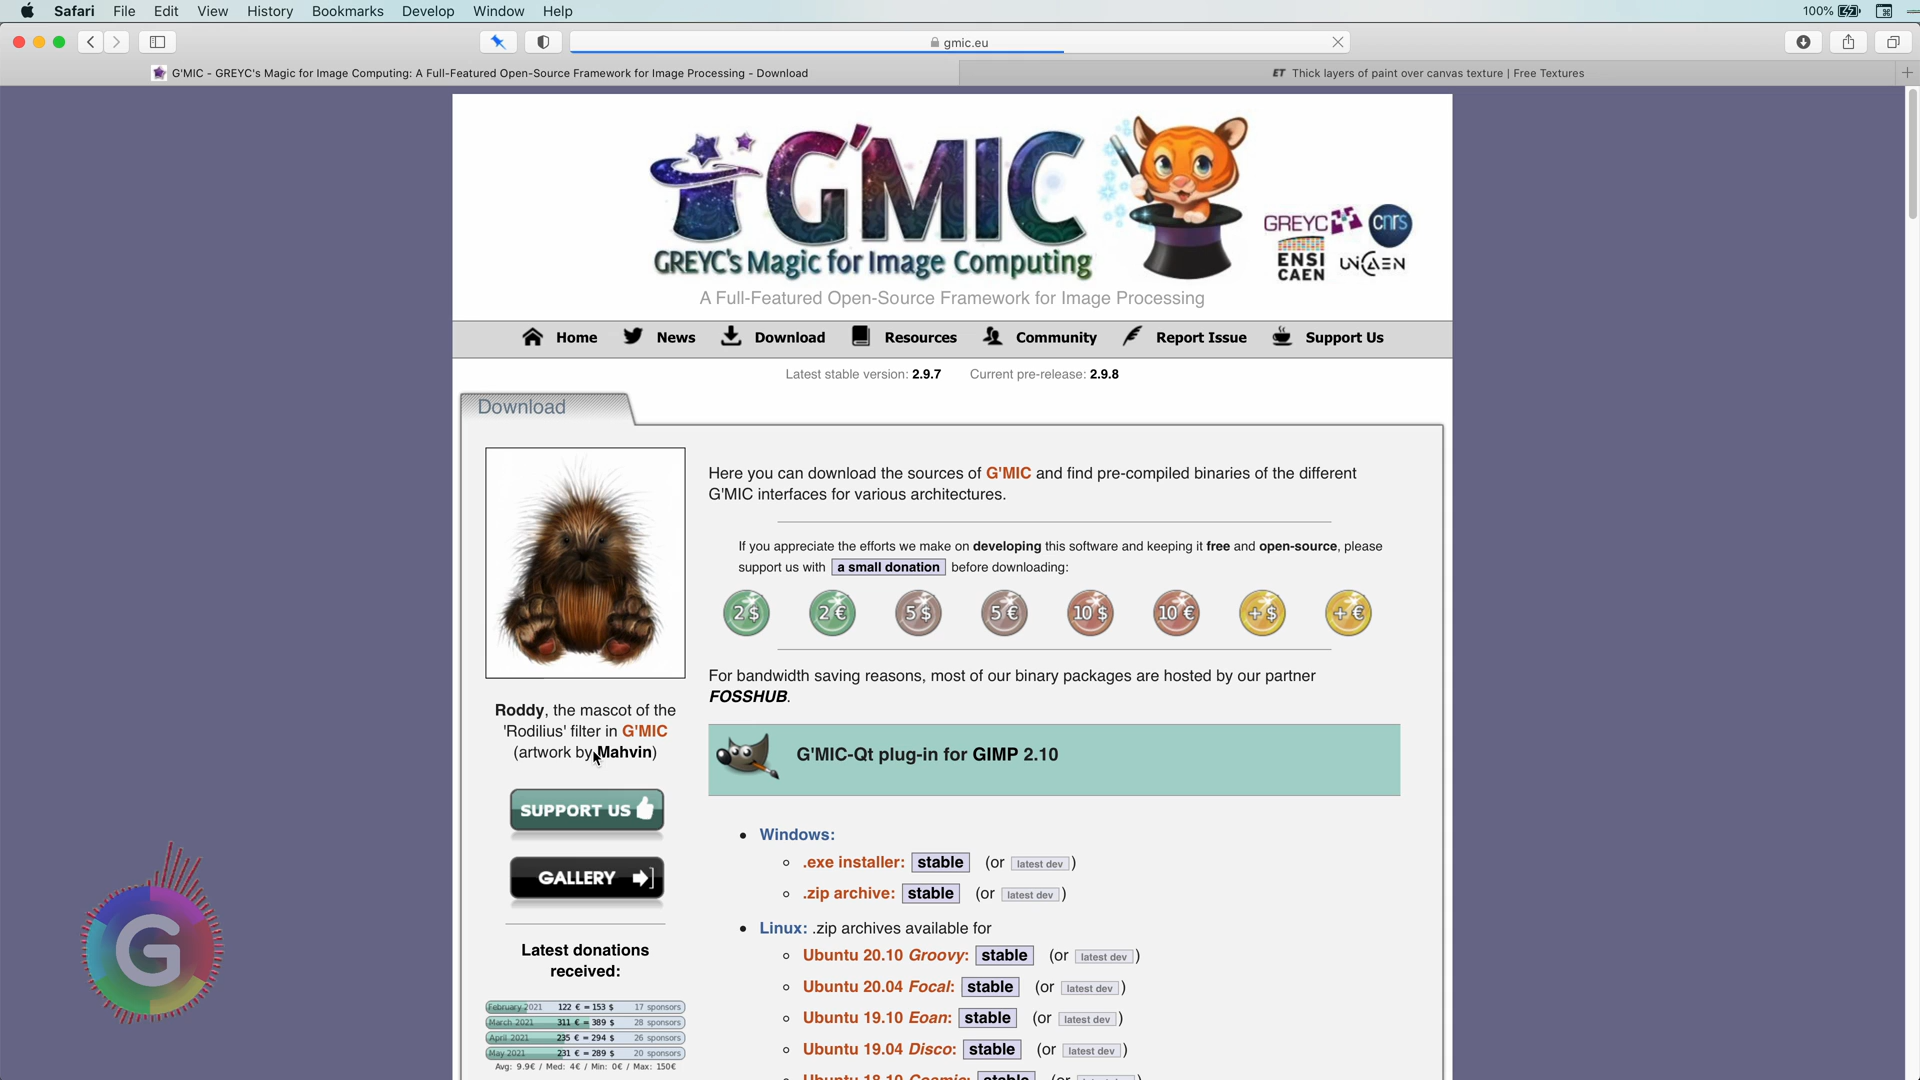 Safari File Edit View History Bookmarks Develop Window Help 100%
gmic.eu
G'MIC - GREYC's Magic for Image Computing: A Full-Featured Open-Source Framework for Image Processing - Download
ET Thick layers of paint over canvas texture | Free Textures
G'MIC
GREYC's Magic for Image Computing
GREYC cnrs
ENSI CAEN UNICAEN
A Full-Featured Open-Source Framework for Image Processing
Home News Download Resources Community Report Issue Support Us
Latest stable version: 2.9.7 Current pre-release: 2.9.8
Download
Here you can download the sources of G'MIC and find pre-compiled binaries of the different
G'MIC interfaces for various architectures.
If you appreciate the efforts we make on developing this software and keeping it free and open-source, please
support us with a small donation before downloading:
2 $ 2 € 5 $ 5 € 10 $ 10 € + $ + €
For bandwidth saving reasons, most of our binary packages are hosted by our partner
FOSSHUB.
G'MIC-Qt plug-in for GIMP 2.10
Windows:
.exe installer: stable (or latest dev )
.zip archive: stable (or latest dev )
Linux: .zip archives available for
Ubuntu 20.10 Groovy: stable (or latest dev )
Ubuntu 20.04 Focal: stable (or latest dev )
Ubuntu 19.10 Eoan: stable (or latest dev )
Ubuntu 19.04 Disco: stable (or latest dev )
Ubuntu 18.10 Cosmic: stable (or latest dev )
Roddy, the mascot of the
'Rodilius' filter in G'MIC
(artwork by Mahvin)
SUPPORT US
GALLERY
Latest donations
received:
February 2021 122 € = 153 $ 17 sponsors
March 2021 311 € = 389 $ 28 sponsors
April 2021 235 € = 294 $ 26 sponsors
May 2021 231 € = 289 $ 20 sponsors
Avg: 9.9€ / Med: 4€ / Min: 0€ / Max: 150€
G